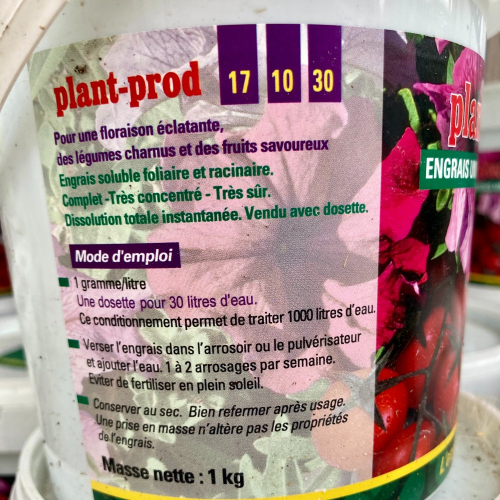 plant-prod 17 10 30
Pour une floraison éclatante,
des légumes charnus et des fruits savoureux
Engrais soluble foliaire et racinaire.
Complet -Très concentré - Très sûr.
Dissolution totale instantanée. Vendu avec dosette.
Mode d'emploi
1 gramme/litre
Une dosette pour 30 litres d'eau.
Ce conditionnement permet de traiter 1000 litres d'eau.
Verser l'engrais dans l'arrosoir ou le pulvérisateur
et ajouter l'eau. 1 à 2 arrosages par semaine.
Eviter de fertiliser en plein soleil.
Conserver au sec. Bien refermer après usage.
Une prise en masse n'altère pas les propriétés
de l'engrais.
Masse nette : 1 kg
ENGRAIS